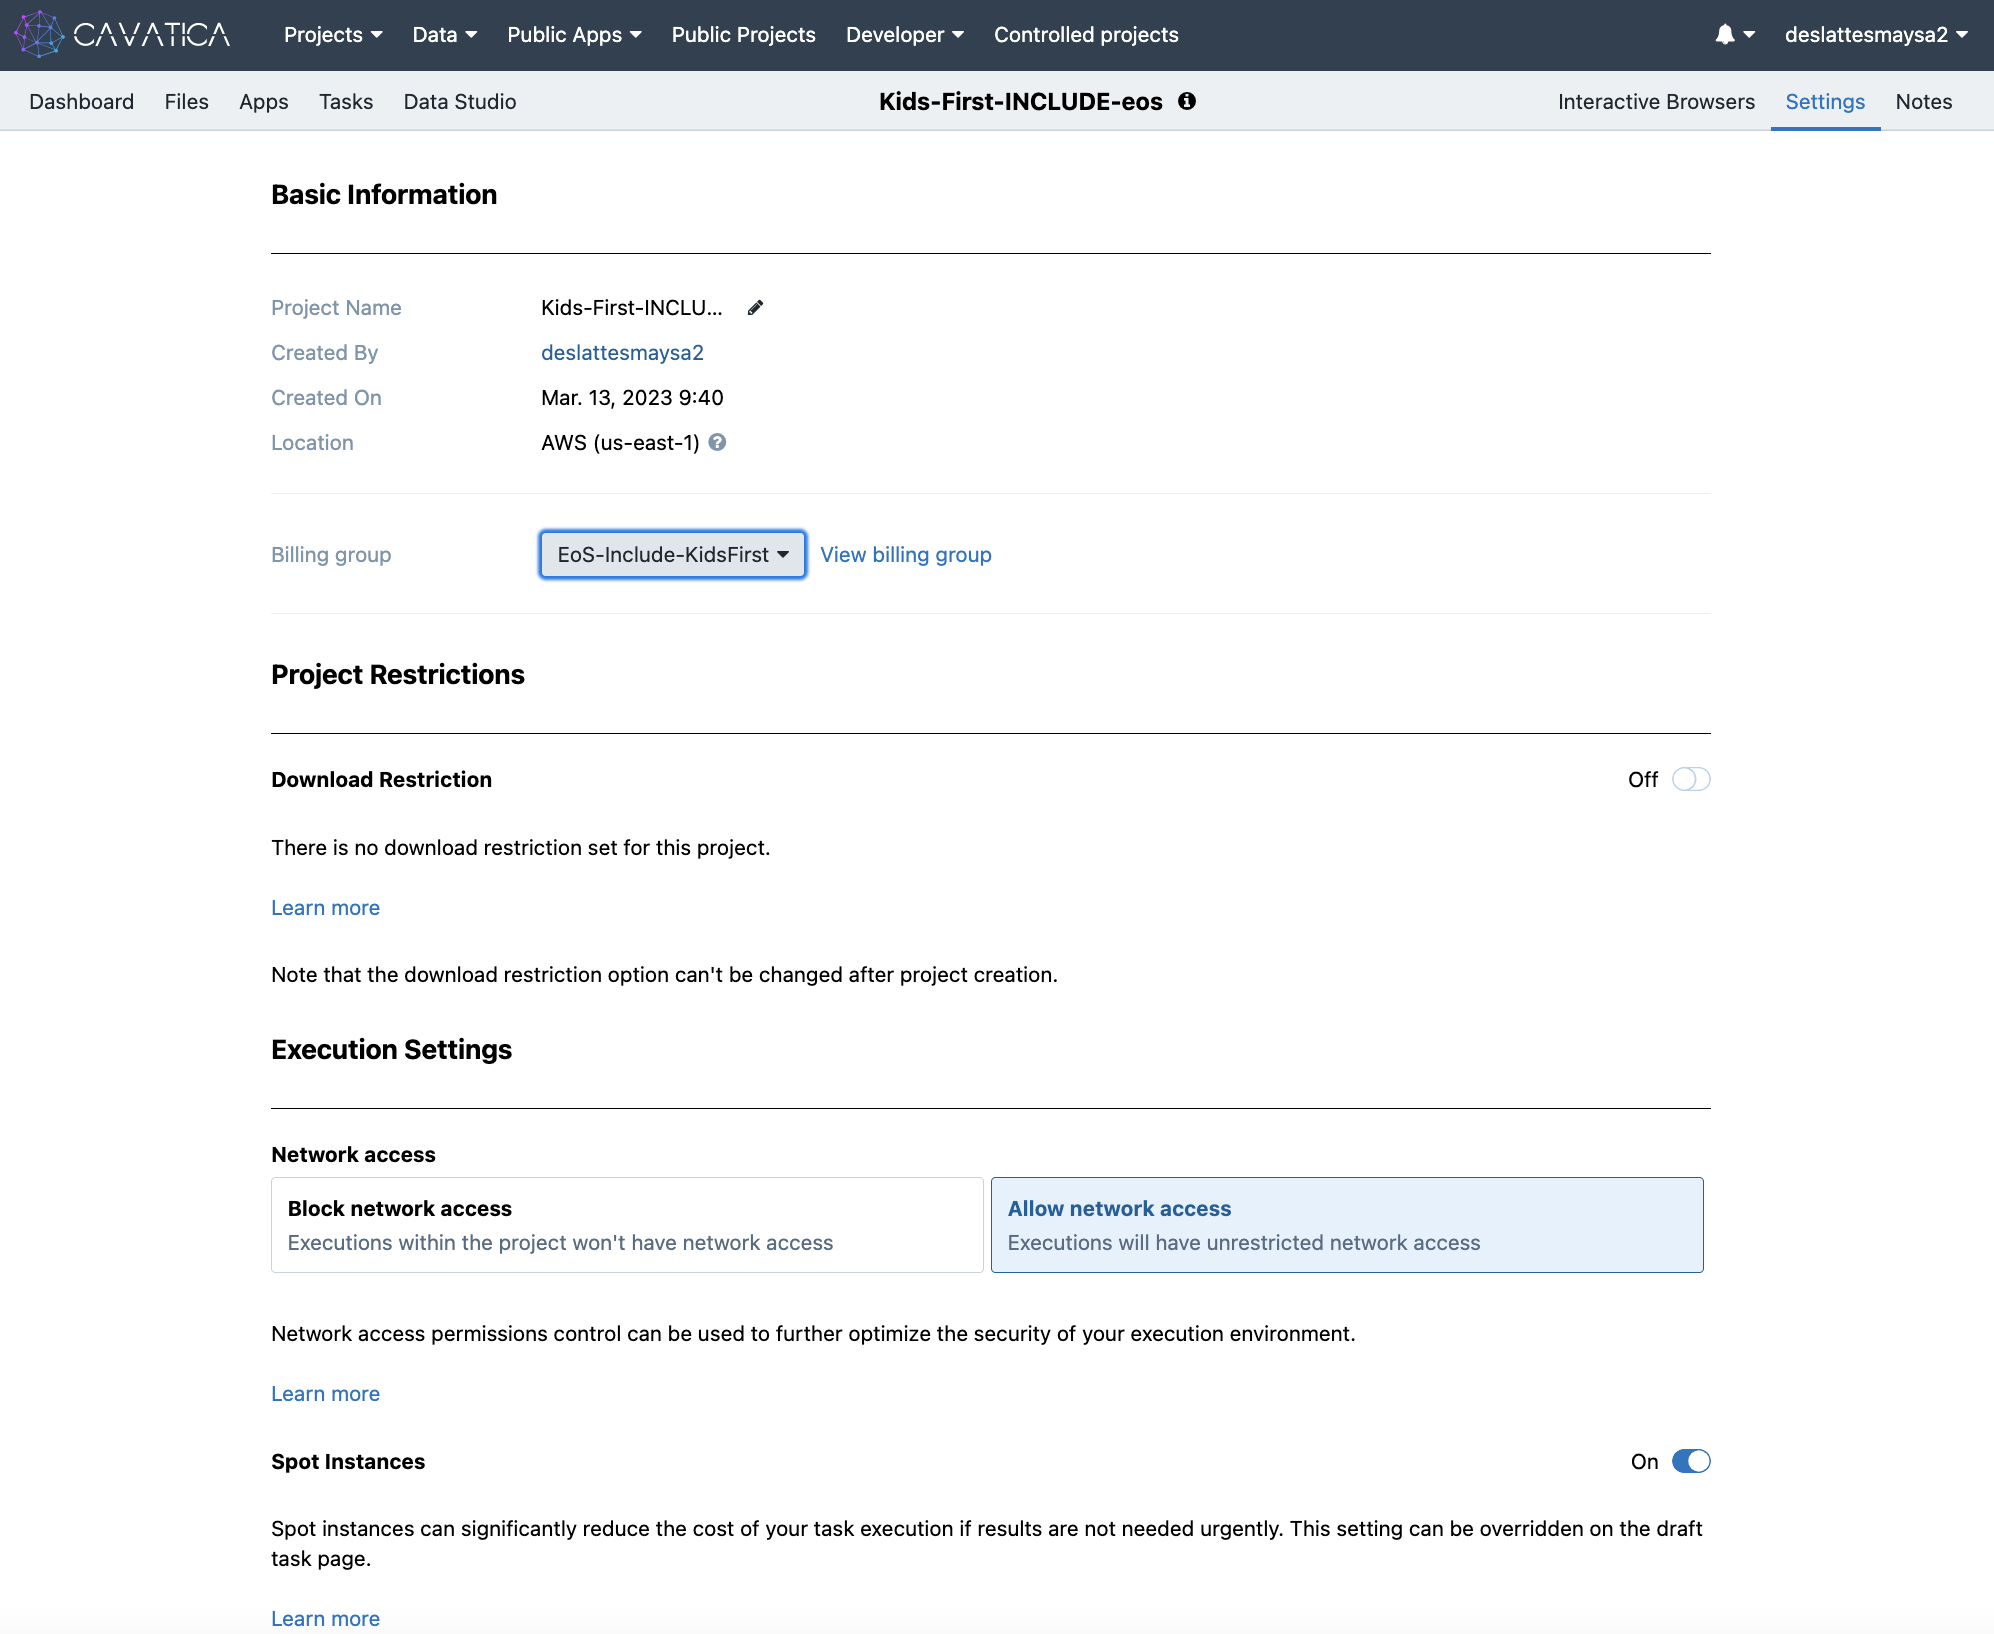 CAVATICA Projects Data Public Apps Public Projects Developer Controlled projects deslattesmaysa2
Dashboard Files Apps Tasks Data Studio Kids-First-INCLUDE-eos Interactive Browsers Settings Notes
Basic Information
Project Name Kids-First-INCLU...
Created By deslattesmaysa2
Created On Mar. 13, 2023 9:40
Location AWS (us-east-1)
Billing group EoS-Include-KidsFirst View billing group
Project Restrictions
Download Restriction Off
There is no download restriction set for this project.
Learn more
Note that the download restriction option can't be changed after project creation.
Execution Settings
Network access
Block network access Allow network access
Executions within the project won't have network access Executions will have unrestricted network access
Network access permissions control can be used to further optimize the security of your execution environment.
Learn more
Spot Instances On
Spot instances can significantly reduce the cost of your task execution if results are not needed urgently. This setting can be overridden on the draft
task page.
Learn more